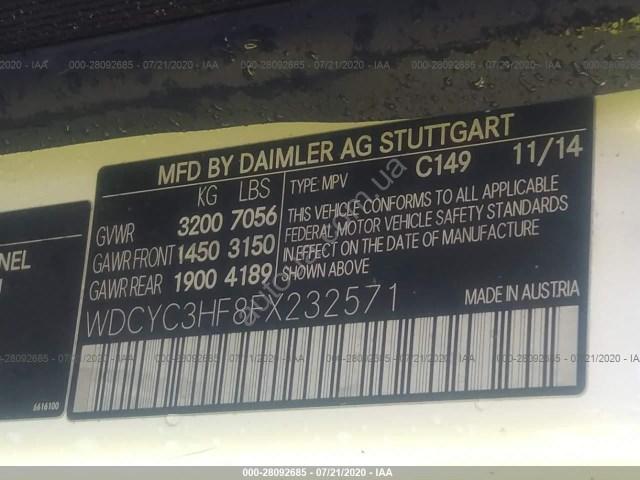 000-28092685 - 07/21/2020 - IAA
MFD BY DAIMLER AG STUTTGART
KG LBS
GVWR 3200 7056
GAWR FRONT 1450 3150
GAWR REAR 1900 4189
TYPE: MPV C149 11/14
THIS VEHICLE CONFORMS TO ALL APPLICABLE
FEDERAL MOTOR VEHICLE SAFETY STANDARDS
IN EFFECT ON THE DATE OF MANUFACTURE
SHOWN ABOVE
MADE IN AUSTRIA
6616100
000-28092685 - 07/21/2020 - IAA